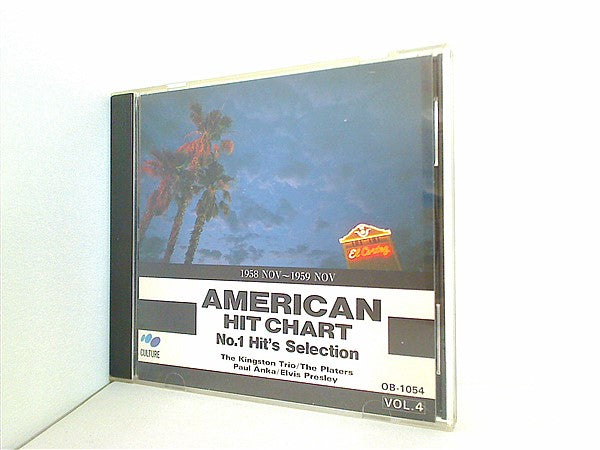 El Cortez
1958 NOV～1959 NOV
AMERICAN
HIT CHART
No.1 Hit's Selection
CULTURE
The Kingston Trio/The Platers
Paul Anka/Elvis Presley
OB-1054
VOL.4